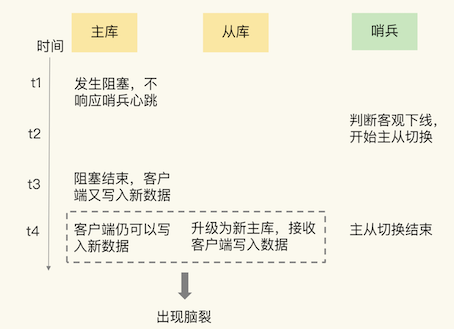 主库 从库 哨兵
时间
t1 发生阻塞，不
响应哨兵心跳
t2 判断客观下线，
开始主从切换
t3 阻塞结束，客户
端又写入新数据
t4 客户端仍可以写 升级为新主库，接收 主从切换结束
入新数据 客户端写入数据
出现脑裂